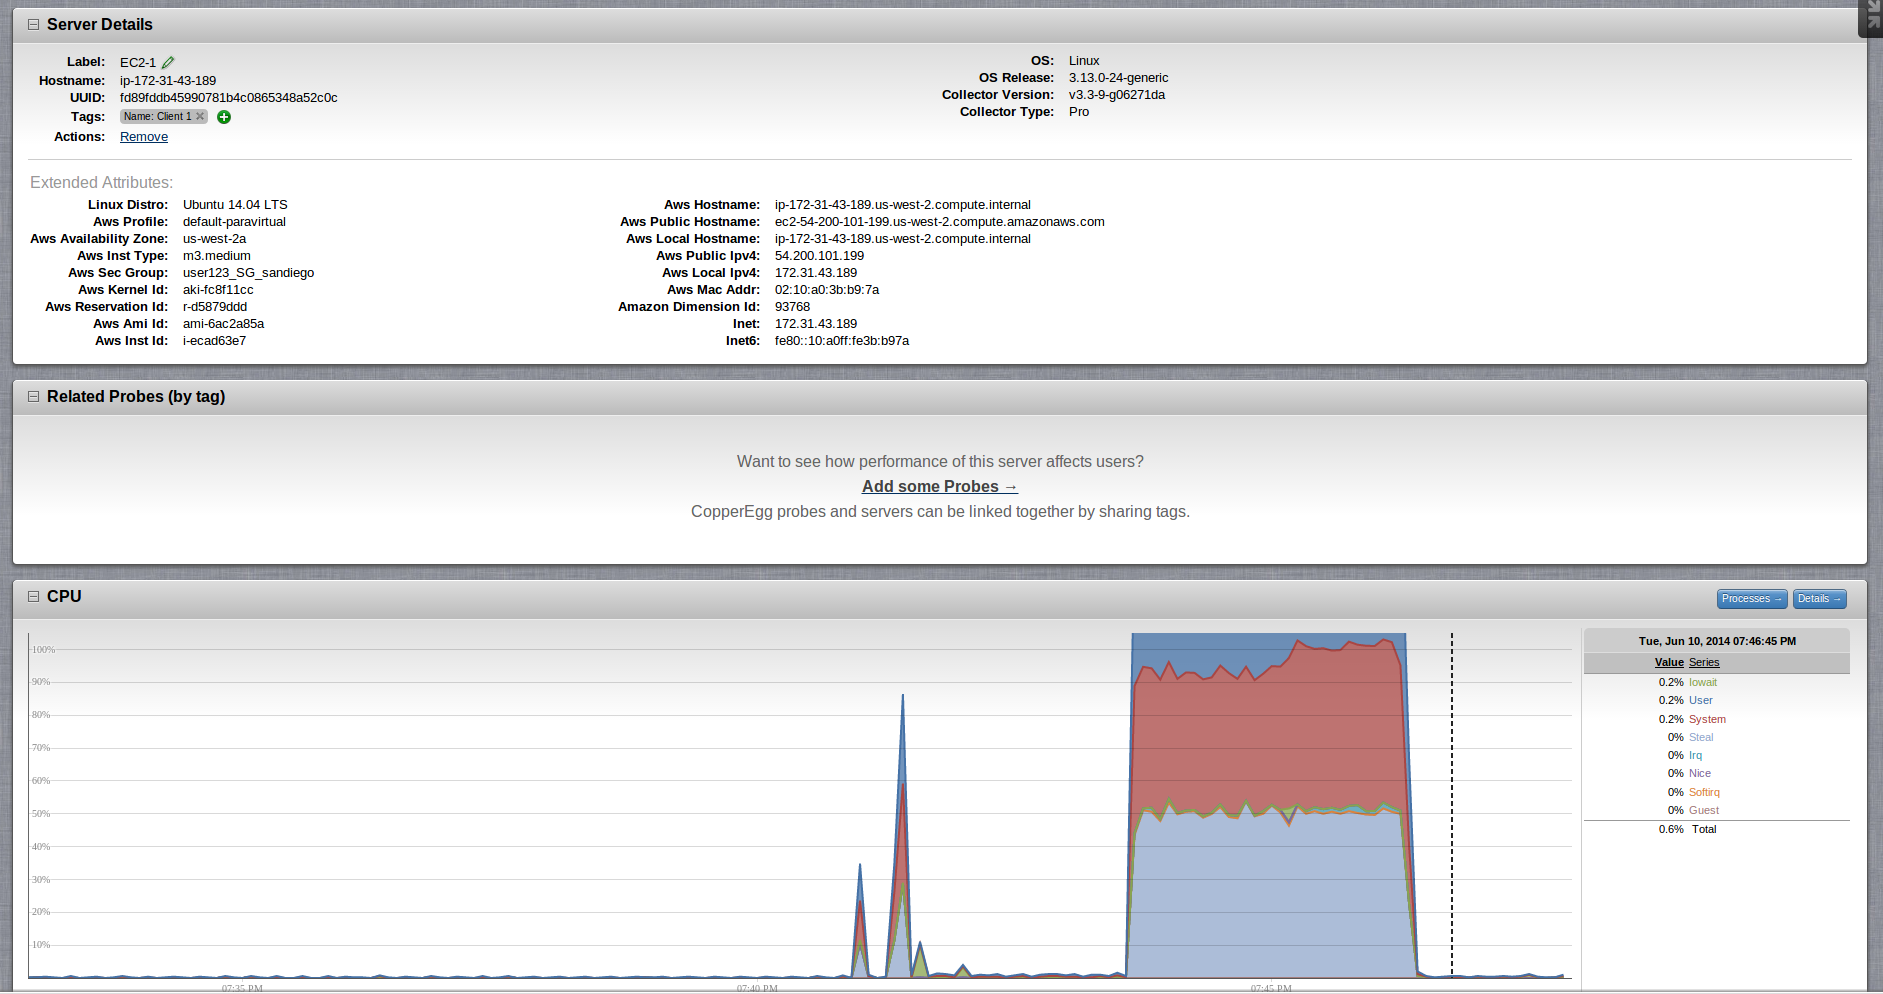 Server Details
Label: EC2-1
Hostname: ip-172-31-43-189
UUID: fd89fddb45990781b4c0865348a52c0c
Tags: Name: Client 1
Actions: Remove
OS: Linux
OS Release: 3.13.0-24-generic
Collector Version: v3.3-9-g06271da
Collector Type: Pro
Extended Attributes:
Linux Distro: Ubuntu 14.04 LTS
Aws Profile: default-paravirtual
Aws Availability Zone: us-west-2a
Aws Inst Type: m3.medium
Aws Sec Group: user123_SG_sandiego
Aws Kernel Id: aki-fc8f11cc
Aws Reservation Id: r-d5879ddd
Aws Ami Id: ami-6ac2a85a
Aws Inst Id: i-ecad63e7
Aws Hostname: ip-172-31-43-189.us-west-2.compute.internal
Aws Public Hostname: ec2-54-200-101-199.us-west-2.compute.amazonaws.com
Aws Local Hostname: ip-172-31-43-189.us-west-2.compute.internal
Aws Public Ipv4: 54.200.101.199
Aws Local Ipv4: 172.31.43.189
Aws Mac Addr: 02:10:a0:3b:b9:7a
Amazon Dimension Id: 93768
Inet: 172.31.43.189
Inet6: fe80::10:a0ff:fe3b:b97a
Related Probes (by tag)
Want to see how performance of this server affects users?
Add some Probes →
CopperEgg probes and servers can be linked together by sharing tags.
CPU
Processes →
Details →
100%
90%
80%
70%
60%
50%
40%
30%
20%
10%
07:35 PM
07:40 PM
07:45 PM
Tue, Jun 10, 2014 07:46:45 PM
Value Series
0.2% Iowait
0.2% User
0.2% System
0% Steal
0% Irq
0% Nice
0% Softirq
0% Guest
0.6% Total